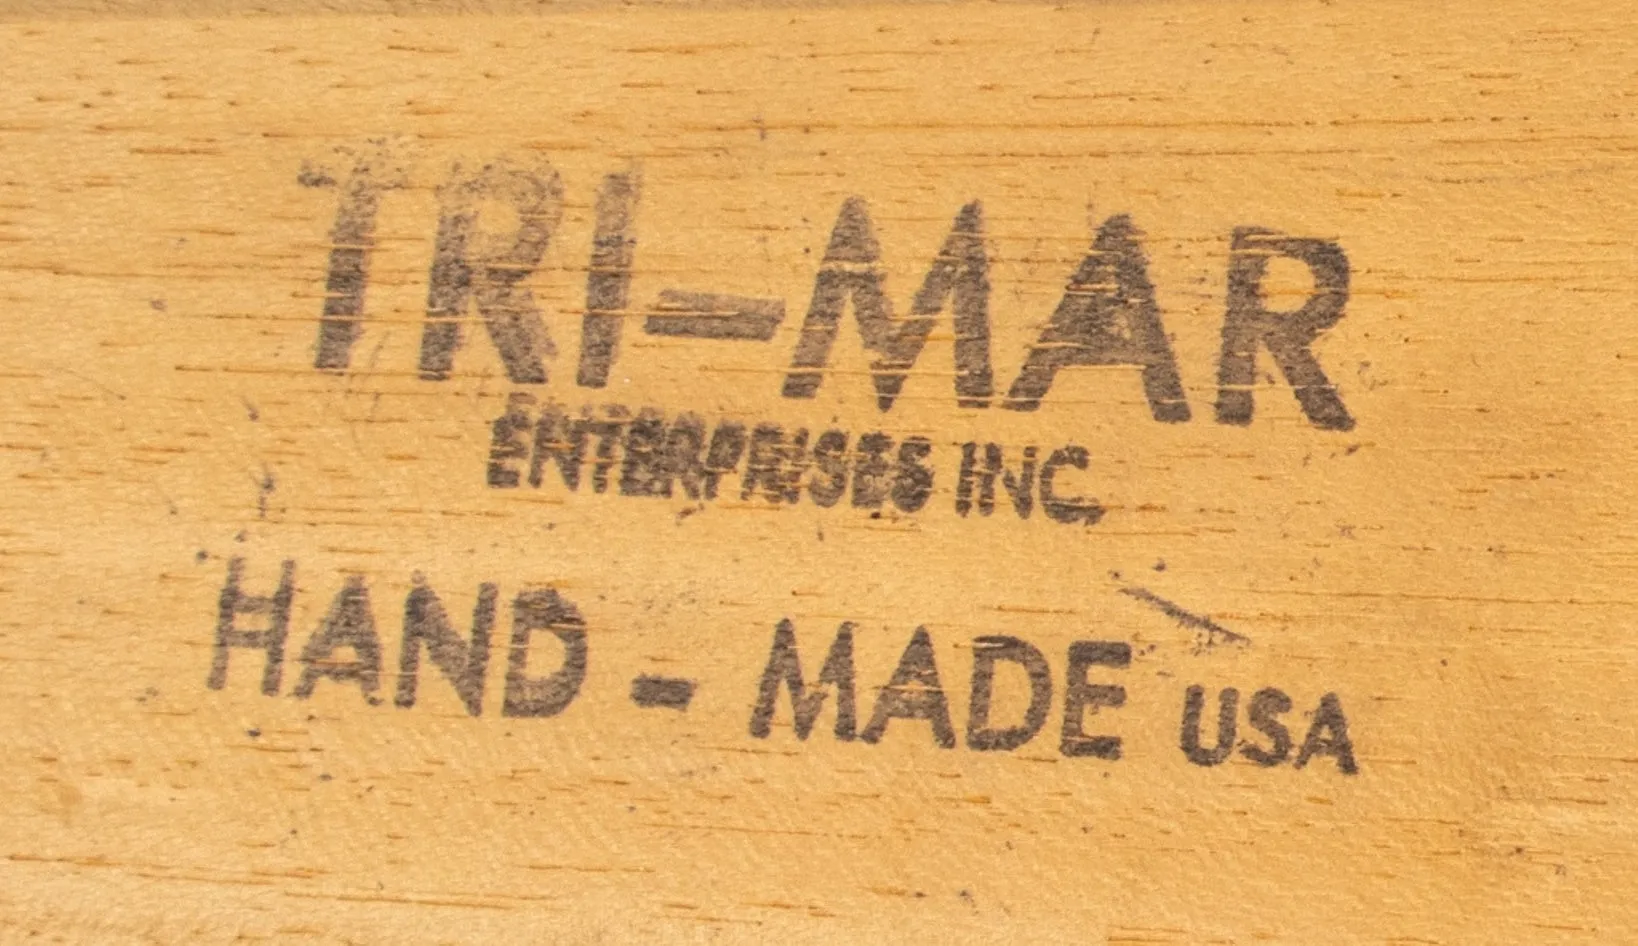 TRI-MAR
ENTERPRISES INC.
HAND - MADE USA